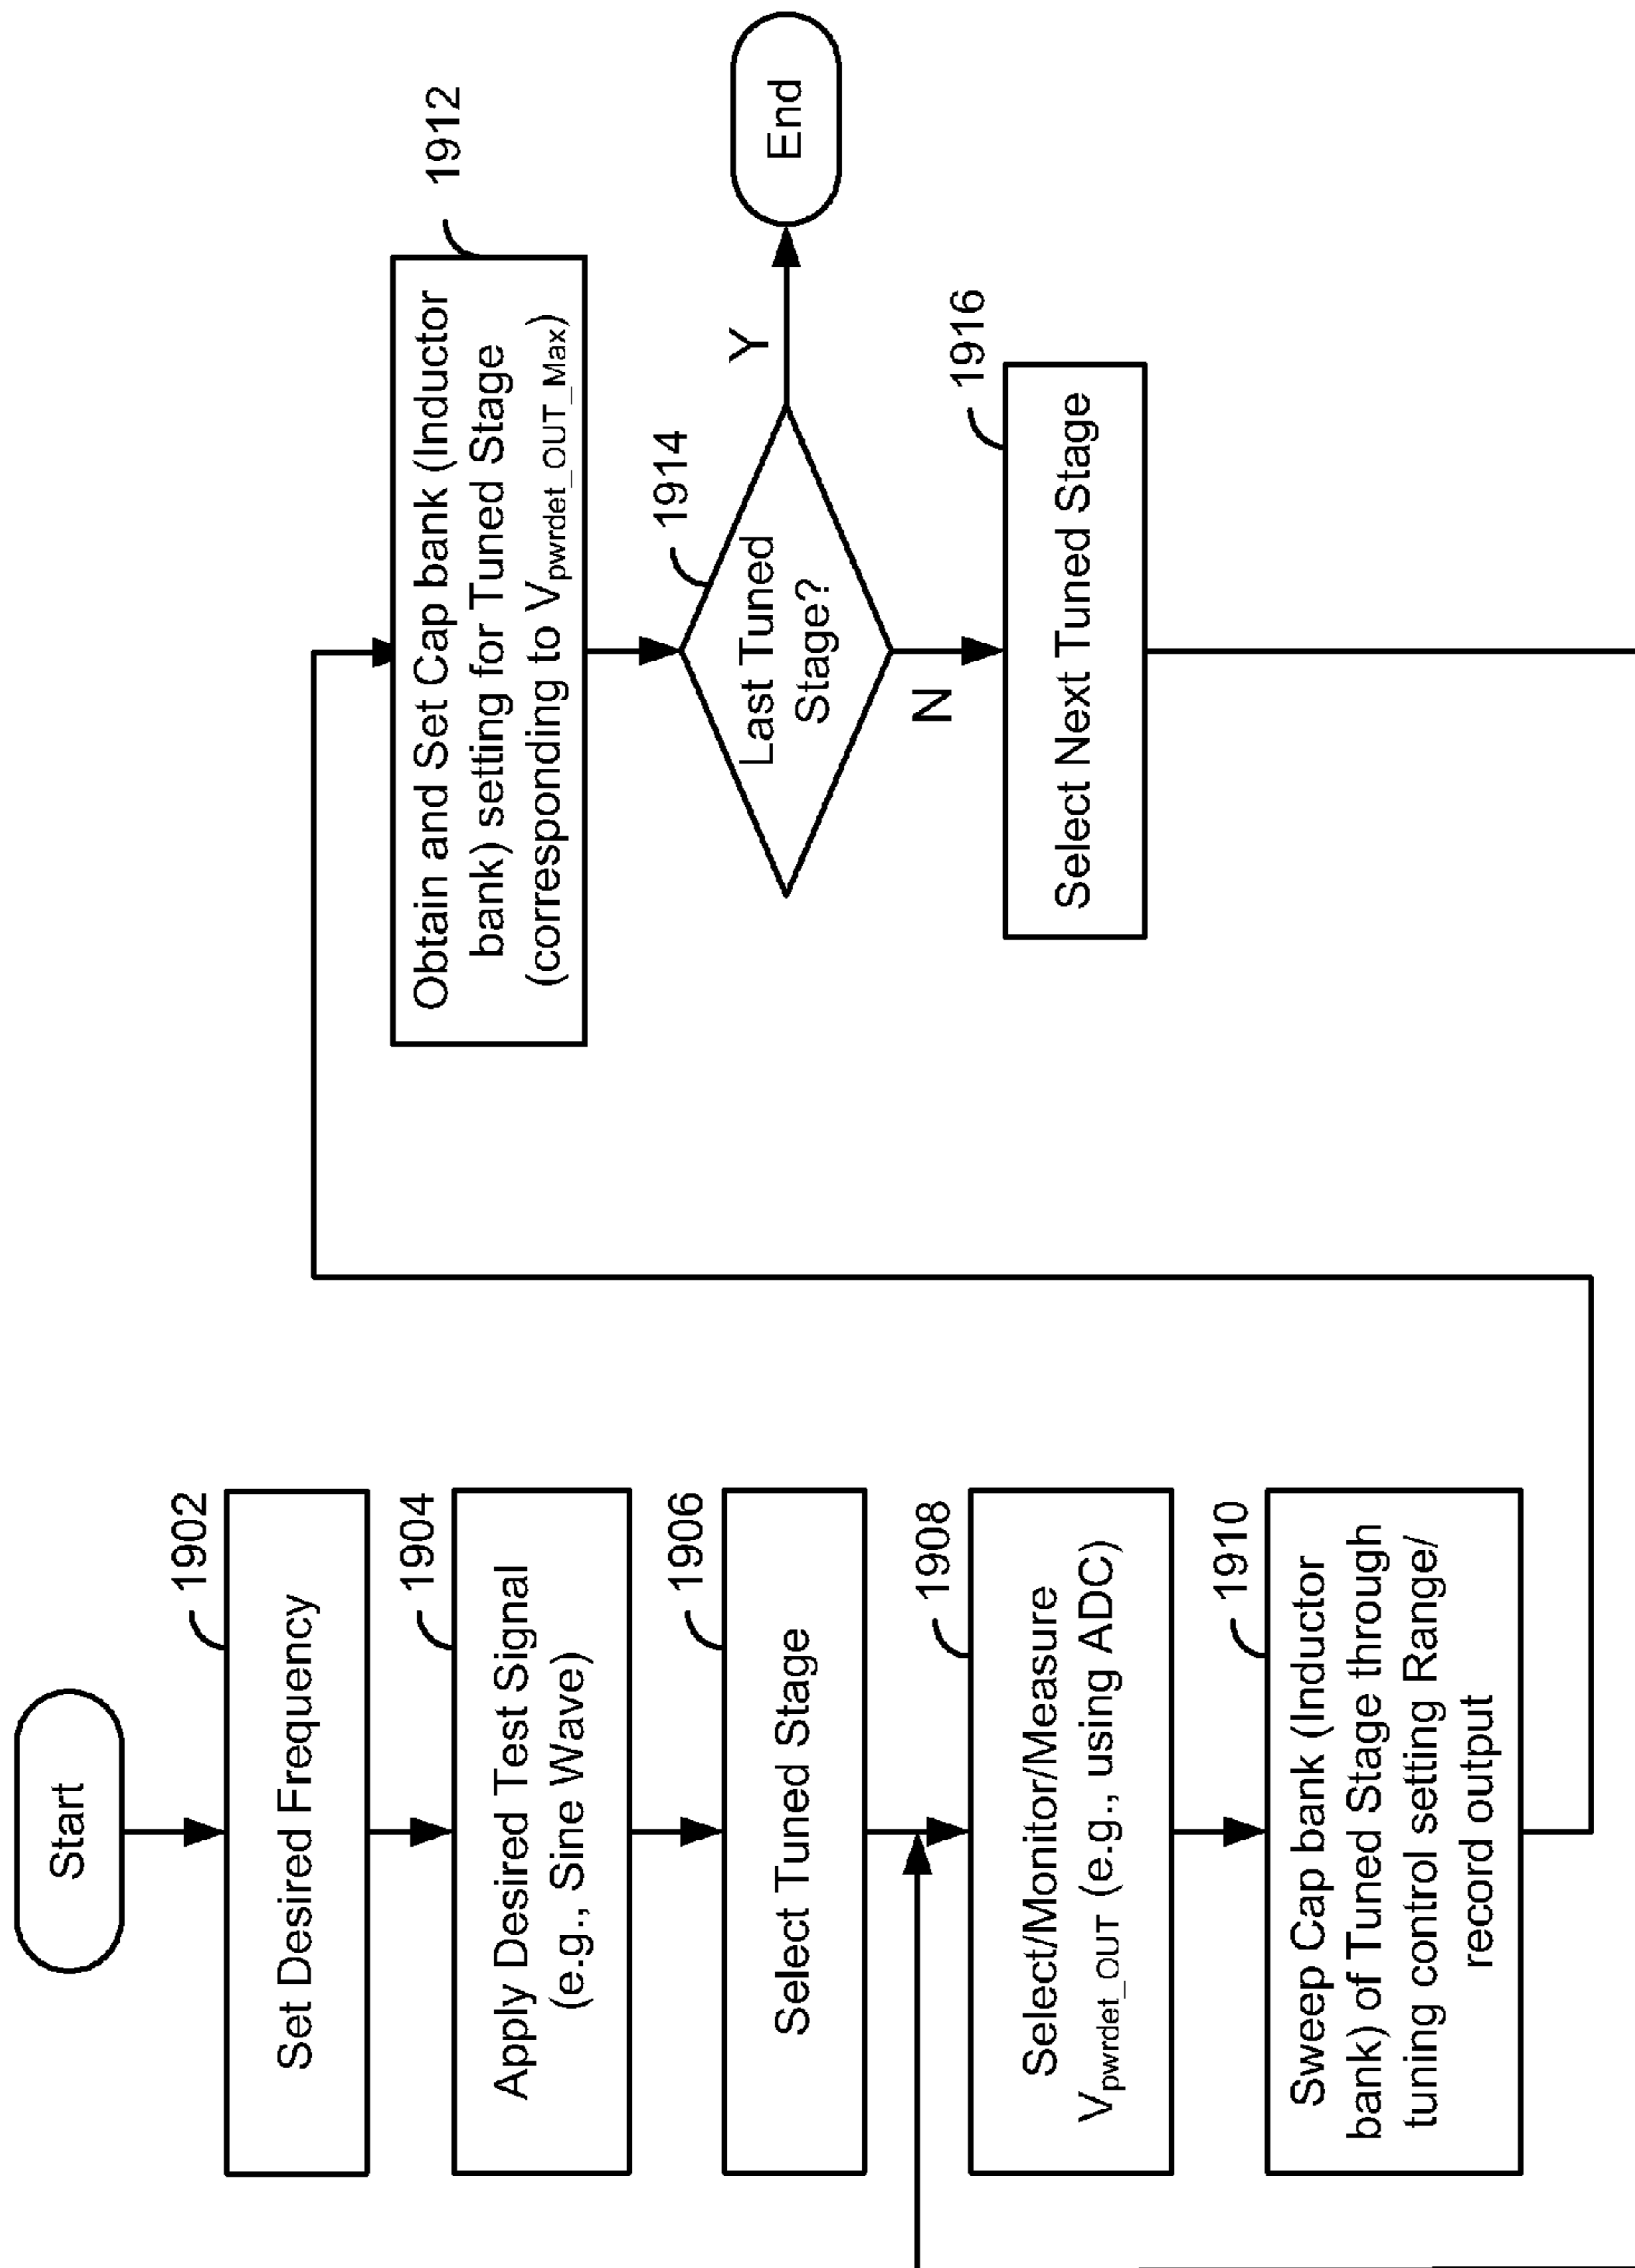 Start
1902
Set Desired Frequency
1904
Apply Desired Test Signal
(e.g., Sine Wave)
1906
Select Tuned Stage
1908
Select/Monitor/Measure
Vpwrdet_OUT (e.g., using ADC)
1910
Sweep Cap bank (Inductor
bank) of Tuned Stage through
tuning control setting Range/
record output
1912
Obtain and Set Cap bank (Inductor
bank) setting for Tuned Stage
(corresponding to Vpwrdet_OUT_Max)
1914
Last Tuned
Stage?
Y
End
N
1916
Select Next Tuned Stage